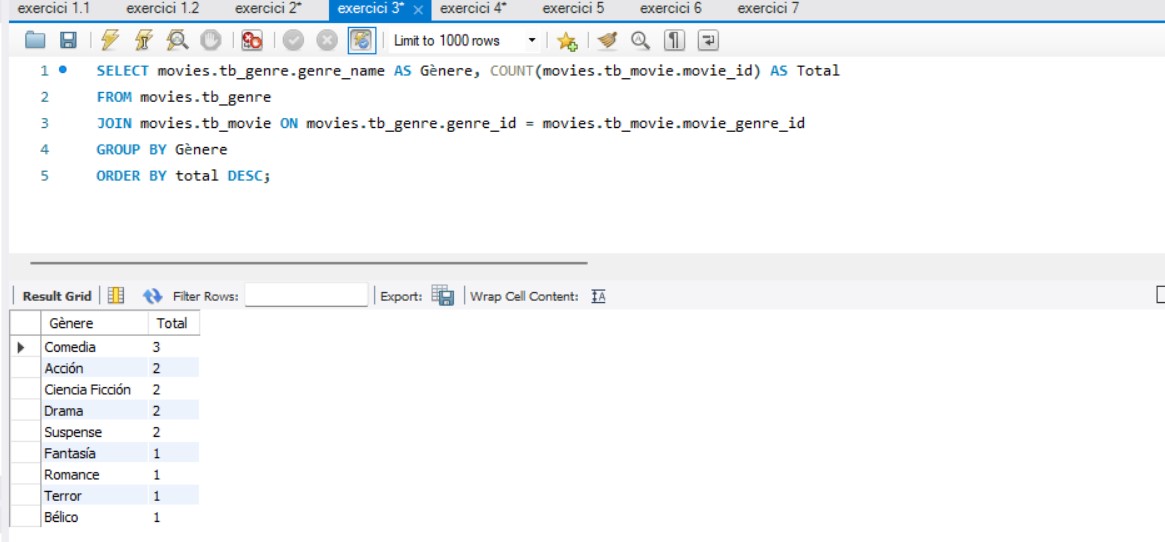 exercici 1.1 exercici 1.2 exercici 2* exercici 3* × exercici 4* exercici 5 exercici 6 exercici 7
Limit to 1000 rows
1 SELECT movies.tb_genre.genre_name AS Gènere, COUNT(movies.tb_movie.movie_id) AS Total
2 FROM movies.tb_genre
3 JOIN movies.tb_movie ON movies.tb_genre.genre_id = movies.tb_movie.movie_genre_id
4 GROUP BY Gènere
5 ORDER BY total DESC;
Result Grid Filter Rows: Export: Wrap Cell Content: IA
Gènere Total
Comedia 3
Acción 2
Ciencia Ficción 2
Drama 2
Suspense 2
Fantasía 1
Romance 1
Terror 1
Bélico 1